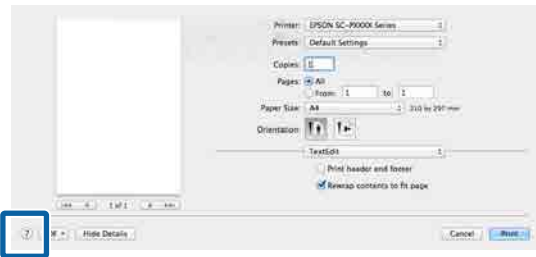 Printer: EPSON SC-PXXXX Series
Presets: Default Settings
Copies: 1
Pages: All
From: 1 to: 1
Paper Size: A4 210 by 297 mm
Orientation:
TextEdit
Print header and footer
Rewrap contents to fit page
1 of 1
? Hide Details Cancel Print